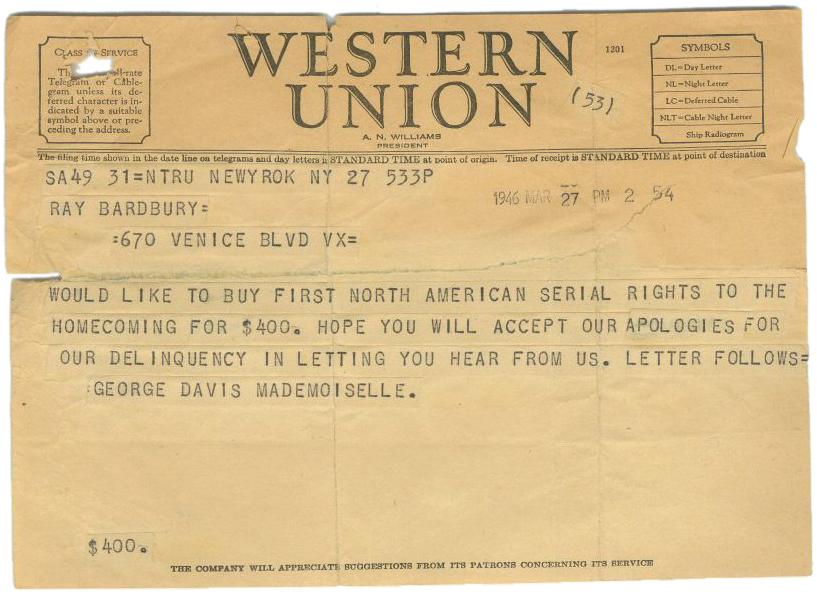 CLASS OF SERVICE
full-rate
Telegram or Cable-
gram unless its de-
ferred character is in-
dicated by a suitable
symbol above or pre-
ceding the address.
WESTERN
UNION
A. N. WILLIAMS
PRESIDENT
1201
(53)
SYMBOLS
DL=Day Letter
NL=Night Letter
LC=Deferred Cable
NLT=Cable Night Letter
Ship Radiogram
The filing time shown in the date line on telegrams and day letters is STANDARD TIME at point of origin. Time of receipt is STANDARD TIME at point of destination
SA49 31=NTRU NEWYROK NY 27 533P
1946 MAR 27 PM 2 54
RAY BARDBURY=
=670 VENICE BLVD VX=
WOULD LIKE TO BUY FIRST NORTH AMERICAN SERIAL RIGHTS TO THE
HOMECOMING FOR $400. HOPE YOU WILL ACCEPT OUR APOLOGIES FOR
OUR DELINQUENCY IN LETTING YOU HEAR FROM US. LETTER FOLLOWS=
=GEORGE DAVIS MADEMOISELLE.
$400.
THE COMPANY WILL APPRECIATE SUGGESTIONS FROM ITS PATRONS CONCERNING ITS SERVICE